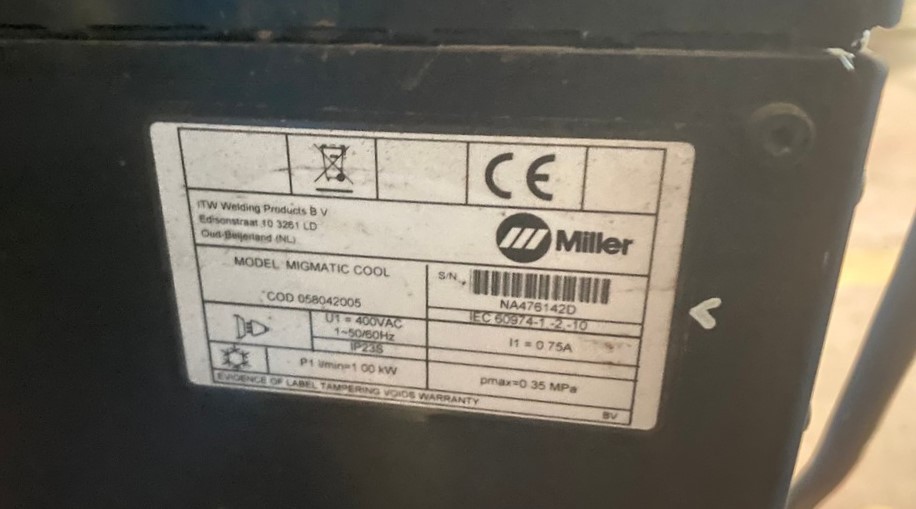 CE
ITW Welding Products B V
Edisonstraat 10 3261 LD
Oud-Beijerland (NL)
Miller
MODEL MIGMATIC COOL
COD 058042005
S/N
NA476142D
U1 = 400VAC
1~50/60Hz
IP23S
IEC 60974-1,-2,-10
I1 = 0 75A
P1 l/min=1 00 kW
pmax=0 35 MPa
EVIDENCE OF LABEL TAMPERING VOIDS WARRANTY
BV